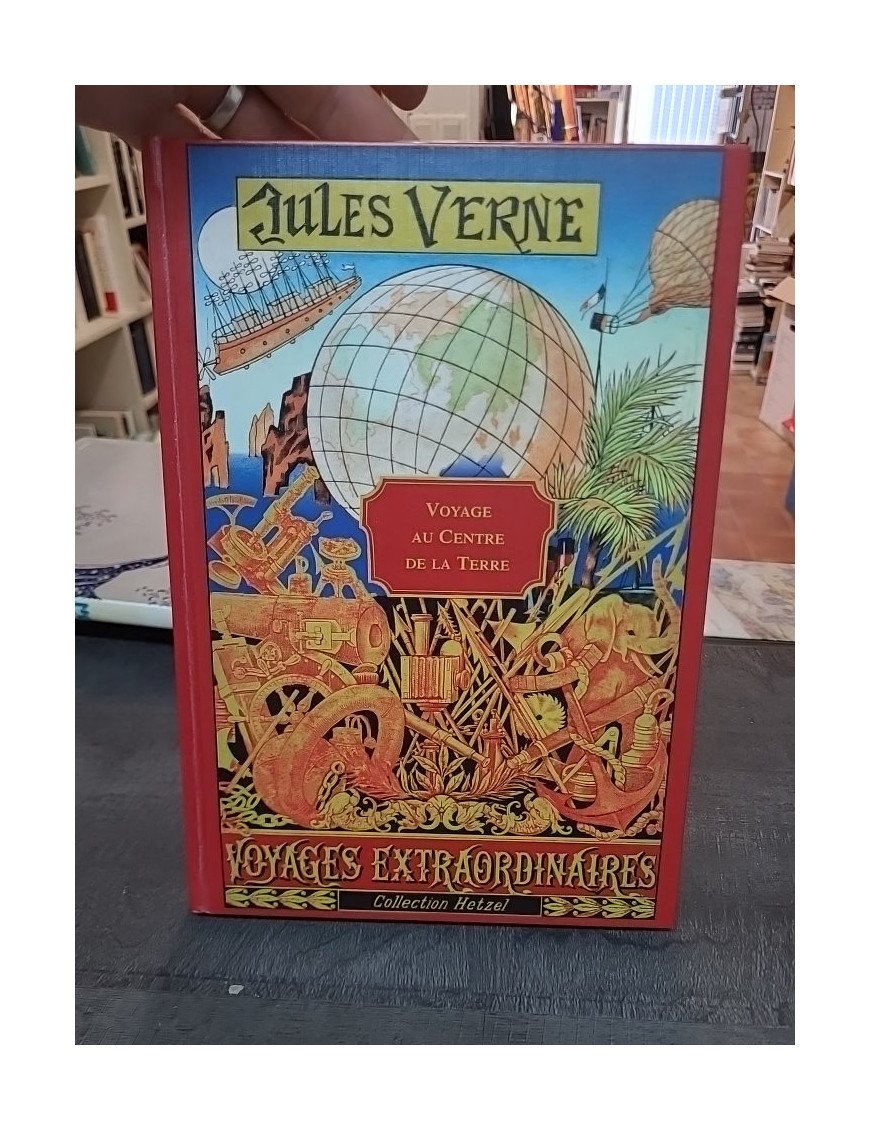 JULES VERNE
VOYAGE
AU CENTRE
DE LA TERRE
VOYAGES EXTRAORDINAIRES
Collection Hetzel